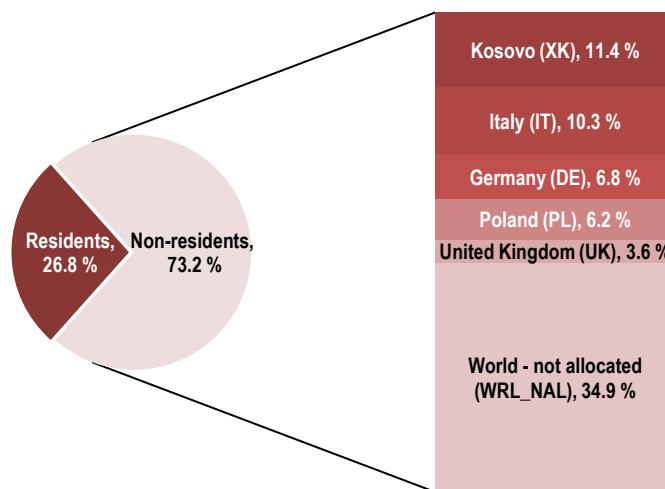 Kosovo (XK), 11.4 %
Italy (IT), 10.3 %
Germany (DE), 6.8 %
Residents,
26.8 %
Non-residents,
73.2 %
Poland (PL), 6.2 %
United Kingdom (UK), 3.6 %
World - not allocated
(WRL_NAL), 34.9 %